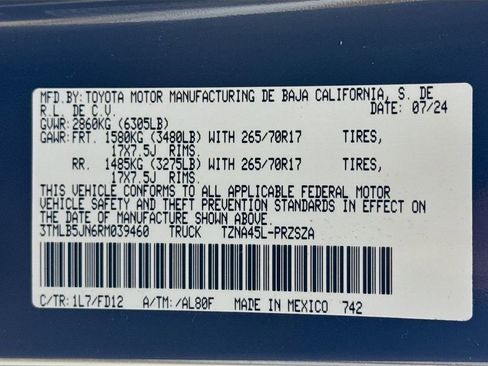 MFD.BY:TOYOTA MOTOR MANUFACTURING DE BAJA CALIFORNIA, S. DE
R.L. DE C.V. DATE: 07/24
GVWR:2860KG (6305LB)
GAWR:FRT. 1580KG (3480LB) WITH 265/70R17 TIRES,
17X7.5J RIMS.
RR. 1485KG (3275LB) WITH 265/70R17 TIRES,
17X7.5J RIMS.
THIS VEHICLE CONFORMS TO ALL APPLICABLE FEDERAL MOTOR
VEHICLE SAFETY AND THEFT PREVENTION STANDARDS IN EFFECT ON
THE DATE OF MANUFACTURE SHOWN ABOVE.
3TMLB5JN6RM039460 TRUCK TZNA45L-PRZSZA
C/TR:1L7/FD12 A/TM:/AL80F MADE IN MEXICO 742